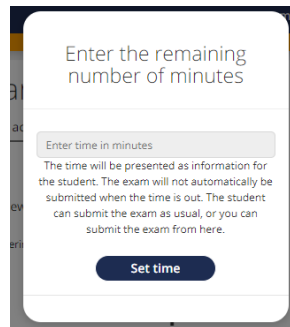 Enter the remaining
number of minutes
Enter time in minutes
The time will be presented as information for
the student. The exam will not automatically be
submitted when the time is out. The student
can submit the exam as usual, or you can
submit the exam from here.
Set time